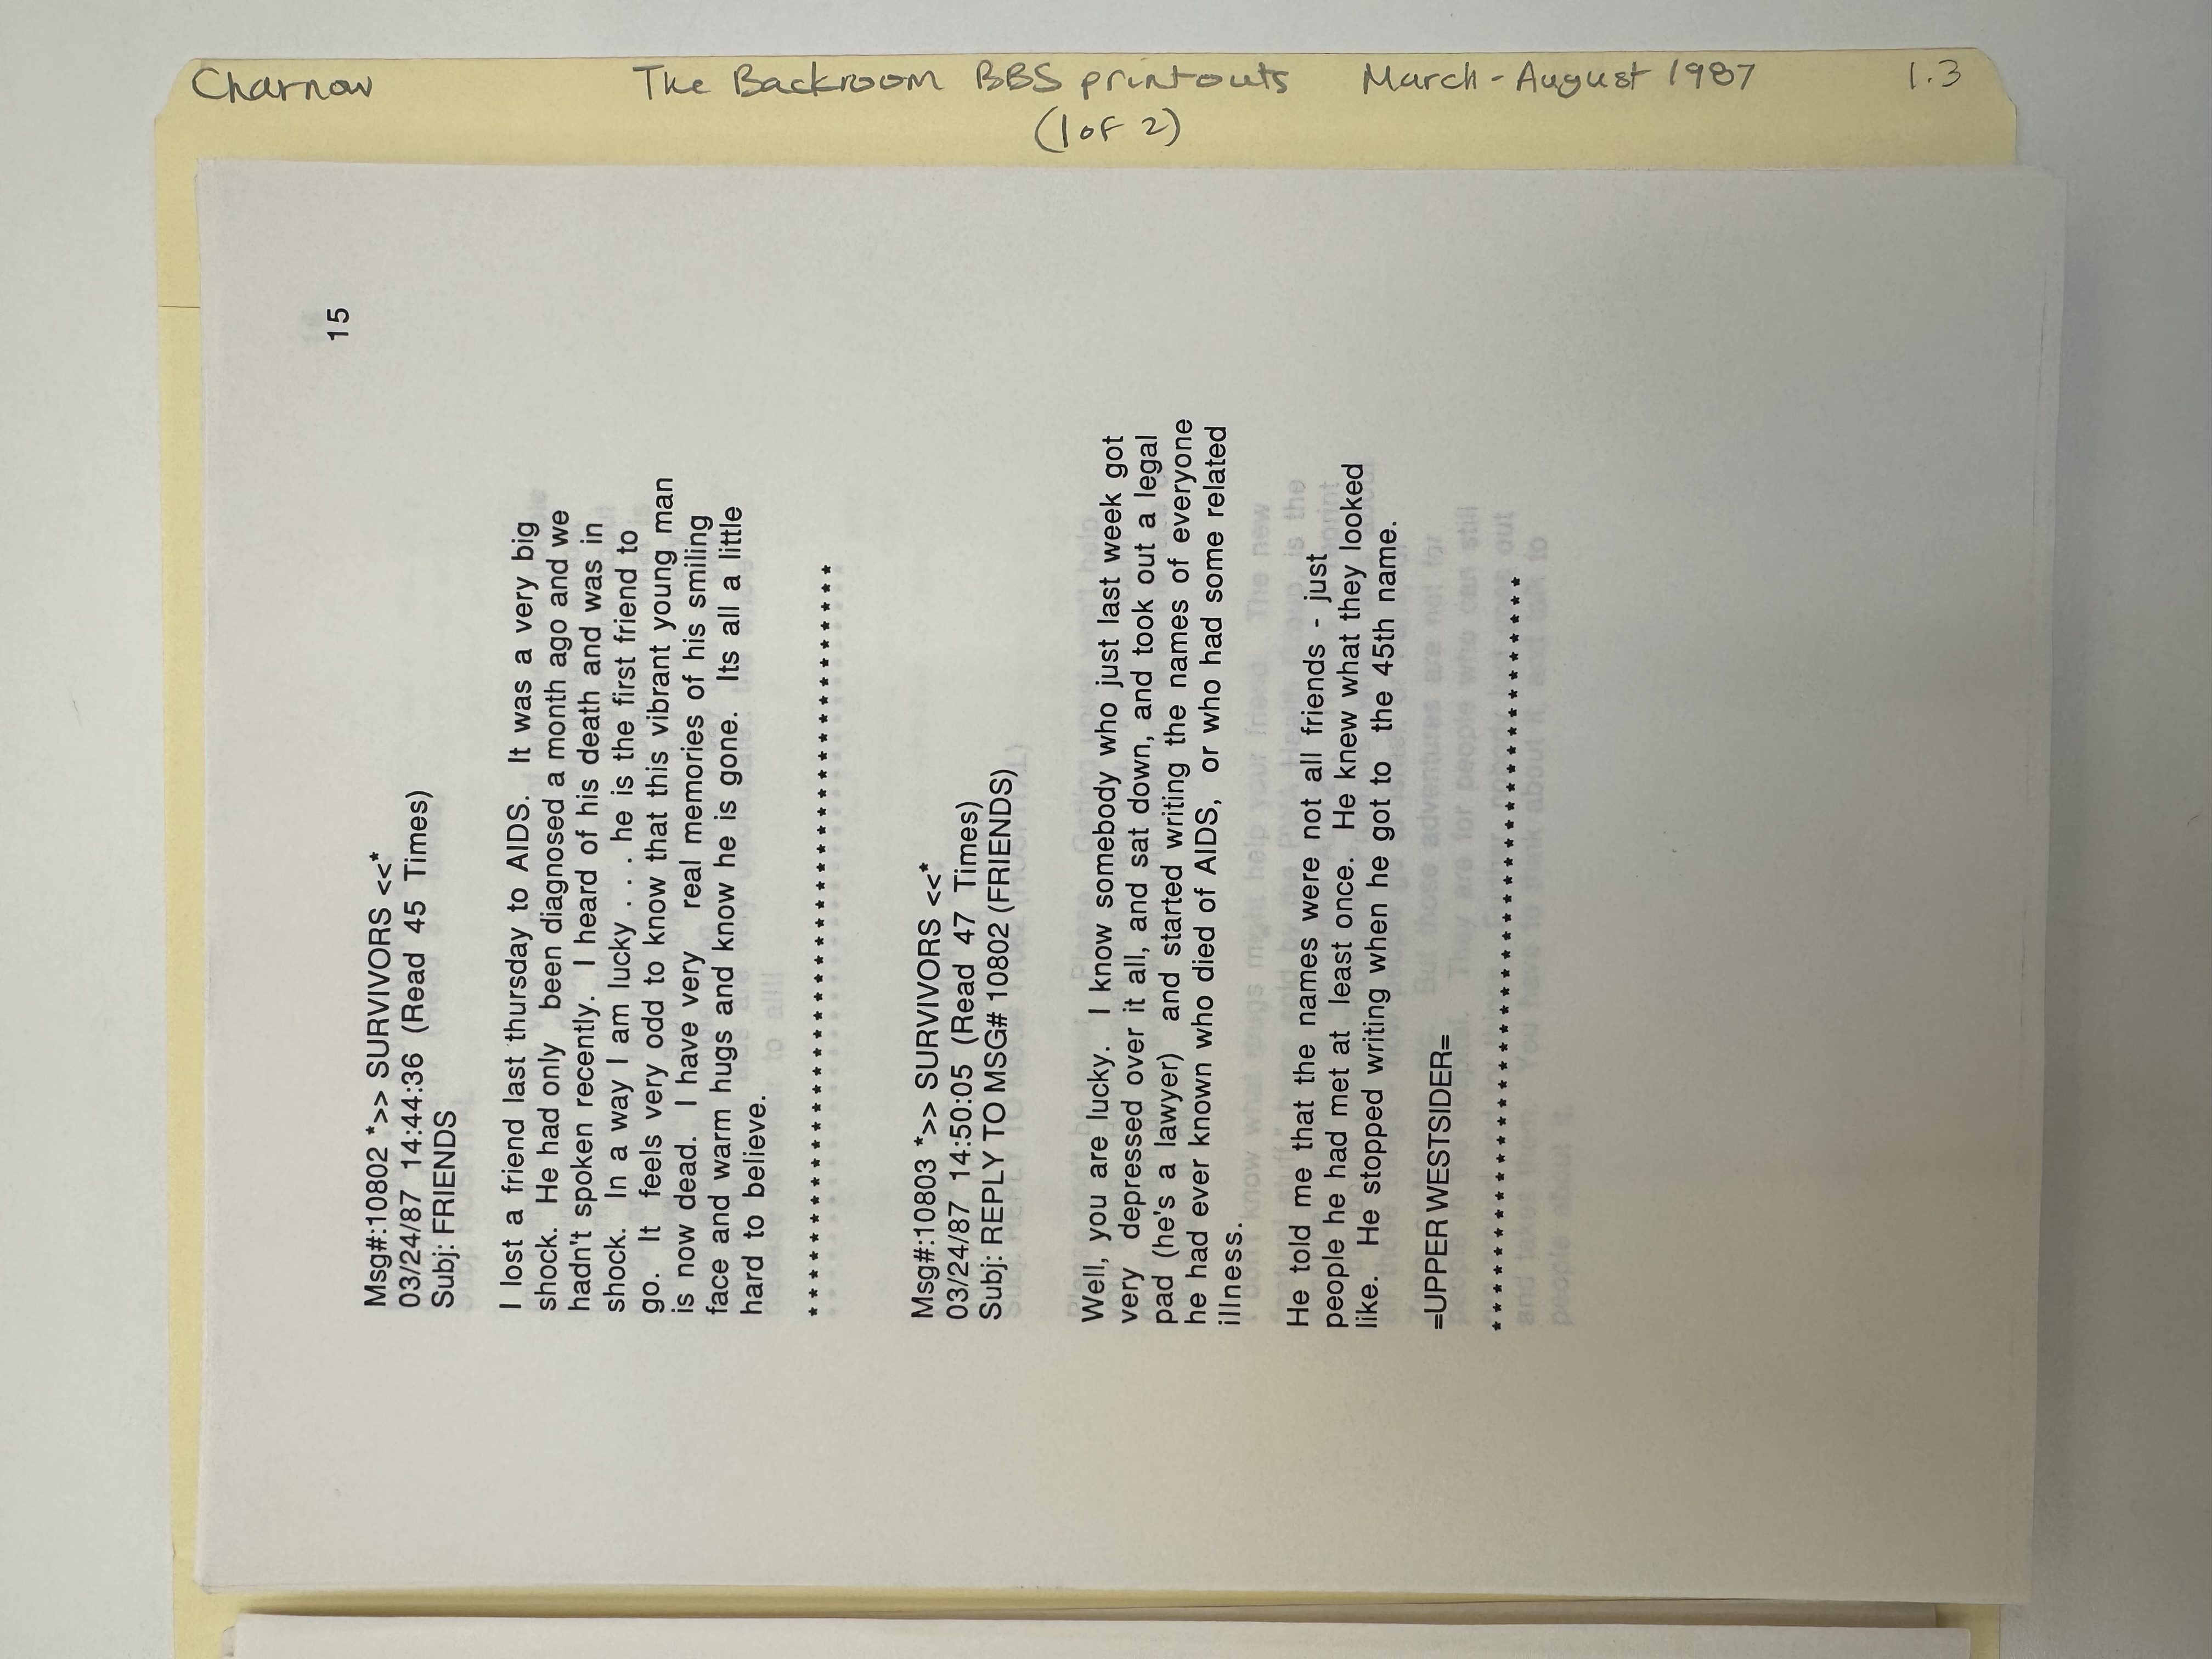 15
Msg#:10802 *>> SURVIVORS <<*
03/24/87 14:44:36 (Read 45 Times)
Subj: FRIENDS
I lost a friend last thursday to AIDS. It was a very big
shock. He had only been diagnosed a month ago and we
hadn't spoken recently. I heard of his death and was in
shock. In a way I am lucky . . . he is the first friend to
go. It feels very odd to know that this vibrant young man
is now dead. I have very real memories of his smiling
face and warm hugs and know he is gone. Its all a little
hard to believe.
* * * * * * * * * * * * * * * * * * * * * * * * * * * * * * * * * * * * * * * * *
Msg#:10803 *>> SURVIVORS <<*
03/24/87 14:50:05 (Read 47 Times)
Subj: REPLY TO MSG# 10802 (FRIENDS)
Well, you are lucky. I know somebody who just last week got
very depressed over it all, and sat down, and took out a legal
pad (he's a lawyer) and started writing the names of everyone
he had ever known who died of AIDS, or who had some related
illness.
He told me that the names were not all friends - just
people he had met at least once. He knew what they looked
like. He stopped writing when he got to the 45th name.
=UPPER WESTSIDER=
* * * * * * * * * * * * * * * * * * * * * * * * * * * * * * * * * * * * * * * * *
Charnow The Backroom BBS printouts March - August 1987 1.3
(1 of 2)